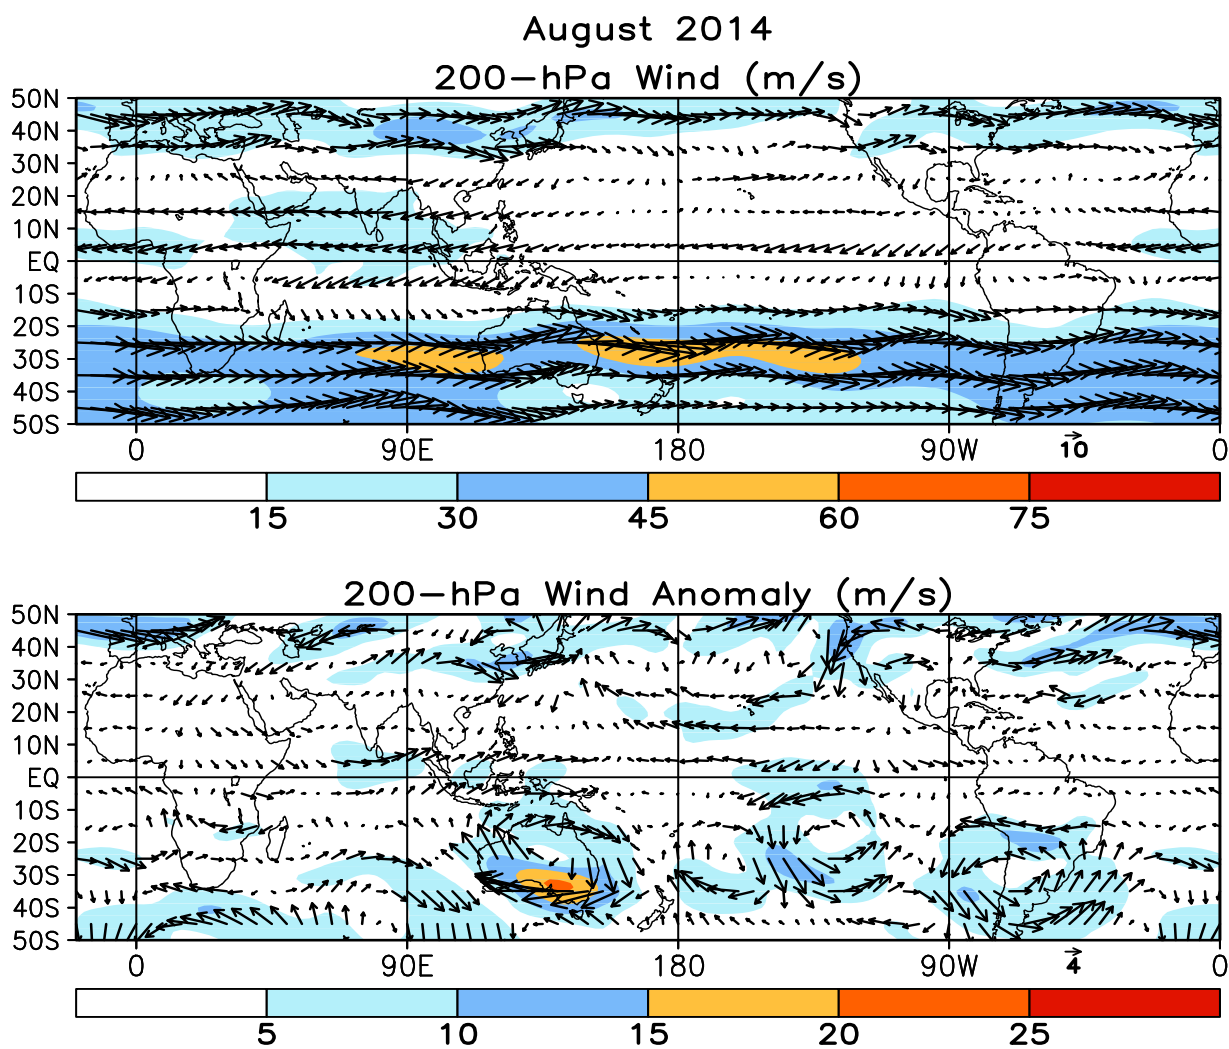 August 2014
200-hPa Wind (m/s)
50N
40N
30N
20N
10N
EQ
10S
20S
30S
40S
50S
0 90E 180 90W 10 0
15 30 45 60 75
200-hPa Wind Anomaly (m/s)
50N
40N
30N
20N
10N
EQ
10S
20S
30S
40S
50S
0 90E 180 90W 4 0
5 10 15 20 25